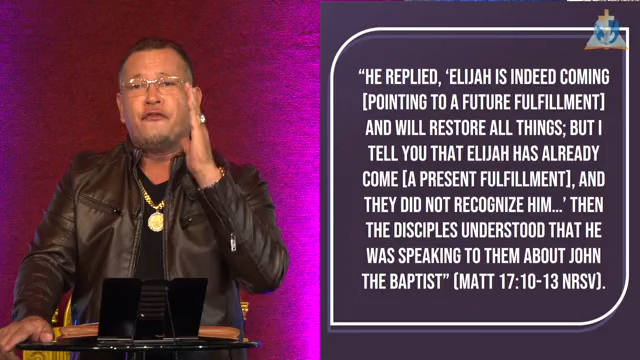 “HE REPLIED, ‘ELIJAH IS INDEED COMING
[POINTING TO A FUTURE FULFILLMENT]
AND WILL RESTORE ALL THINGS; BUT I
TELL YOU THAT ELIJAH HAS ALREADY
COME [A PRESENT FULFILLMENT], AND
THEY DID NOT RECOGNIZE HIM...’ THEN
THE DISCIPLES UNDERSTOOD THAT HE
WAS SPEAKING TO THEM ABOUT JOHN
THE BAPTIST” (MATT 17:10-13 NRSV).